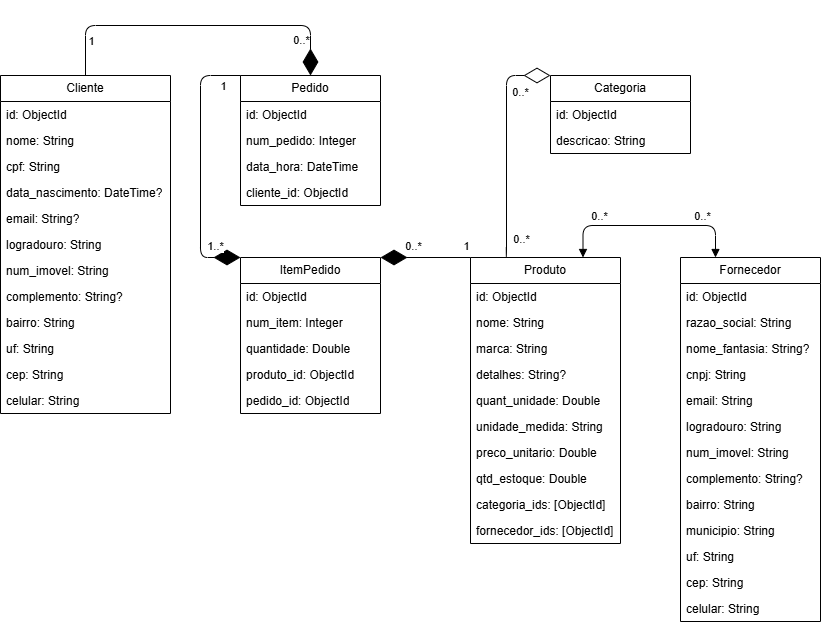 1
0..*
Cliente
id: ObjectId
nome: String
cpf: String
data_nascimento: DateTime?
email: String?
logradouro: String
num_imovel: String
complemento: String?
bairro: String
uf: String
cep: String
celular: String
1
Pedido
id: ObjectId
num_pedido: Integer
data_hora: DateTime
cliente_id: ObjectId
0..*
Categoria
id: ObjectId
descricao: String
1..*
0..*
1
0..*
0..*
0..*
ItemPedido
id: ObjectId
num_item: Integer
quantidade: Double
produto_id: ObjectId
pedido_id: ObjectId
Produto
id: ObjectId
nome: String
marca: String
detalhes: String?
quant_unidade: Double
unidade_medida: String
preco_unitario: Double
qtd_estoque: Double
categoria_ids: [ObjectId]
fornecedor_ids: [ObjectId]
Fornecedor
id: ObjectId
razao_social: String
nome_fantasia: String?
cnpj: String
email: String
logradouro: String
num_imovel: String
complemento: String?
bairro: String
municipio: String
uf: String
cep: String
celular: String